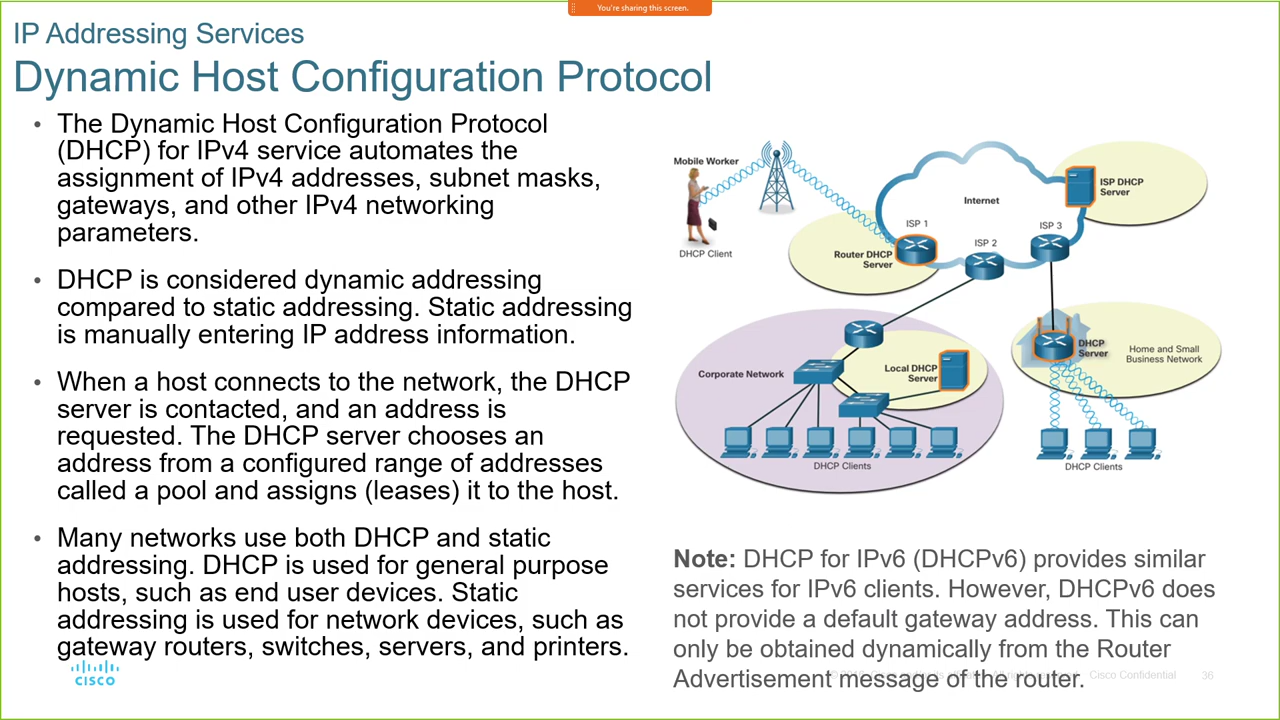 You're sharing this screen.
IP Addressing Services
Dynamic Host Configuration Protocol
• The Dynamic Host Configuration Protocol
(DHCP) for IPv4 service automates the
assignment of IPv4 addresses, subnet masks,
gateways, and other IPv4 networking
parameters.
• DHCP is considered dynamic addressing
compared to static addressing. Static addressing
is manually entering IP address information.
• When a host connects to the network, the DHCP
server is contacted, and an address is
requested. The DHCP server chooses an
address from a configured range of addresses
called a pool and assigns (leases) it to the host.
• Many networks use both DHCP and static
addressing. DHCP is used for general purpose
hosts, such as end user devices. Static
addressing is used for network devices, such as
gateway routers, switches, servers, and printers.
Mobile Worker
DHCP Client
Internet
ISP DHCP
Server
ISP 1
ISP 2
ISP 3
Router DHCP
Server
Corporate Network
Local DHCP
Server
DHCP Clients
DHCP
Server
Home and Small
Business Network
DHCP Clients
Note: DHCP for IPv6 (DHCPv6) provides similar
services for IPv6 clients. However, DHCPv6 does
not provide a default gateway address. This can
only be obtained dynamically from the Router
Advertisement message of the router.
CISCO
Cisco Confidential
36